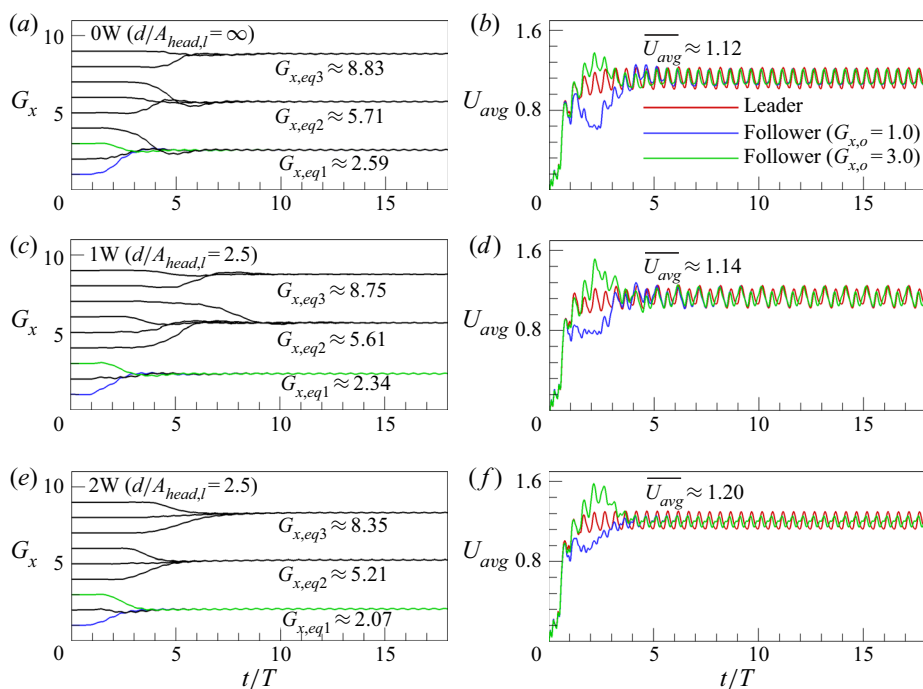 (a)
10
0W (d/A_head,l = ∞)
G_x,eq3 ≈ 8.83
G_x
5
G_x,eq2 ≈ 5.71
G_x,eq1 ≈ 2.59
0
5
10
15
(b)
1.6
U_avg ≈ 1.12
U_avg
0.8
Leader
Follower (G_x,o = 1.0)
Follower (G_x,o = 3.0)
0
5
10
15
(c)
10
1W (d/A_head,l = 2.5)
G_x,eq3 ≈ 8.75
G_x
5
G_x,eq2 ≈ 5.61
G_x,eq1 ≈ 2.34
0
5
10
15
(d)
1.6
U_avg ≈ 1.14
U_avg
0.8
0
5
10
15
(e)
10
2W (d/A_head,l = 2.5)
G_x,eq3 ≈ 8.35
G_x
5
G_x,eq2 ≈ 5.21
G_x,eq1 ≈ 2.07
0
5
10
15
t/T
(f)
1.6
U_avg ≈ 1.20
U_avg
0.8
0
5
10
15
t/T